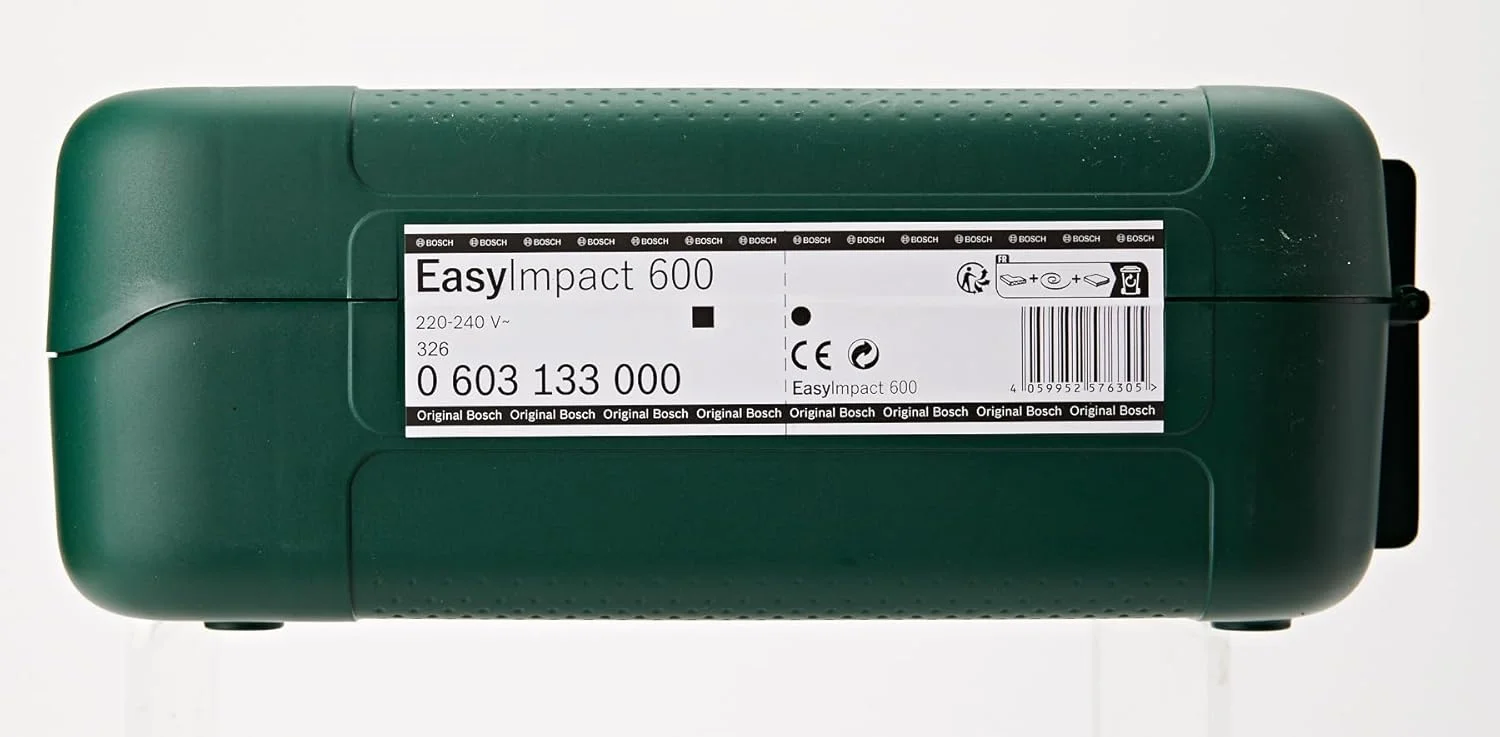 BOSCH BOSCH BOSCH BOSCH BOSCH BOSCH BOSCH BOSCH BOSCH BOSCH BOSCH BOSCH BOSCH BOSCH
EasyImpact 600
FR
220-240 V~
326
0 603 133 000
CE
EasyImpact 600
4 059952 576305 >
Original Bosch Original Bosch Original Bosch Original Bosch Original Bosch Original Bosch Original Bosch Original Bosch